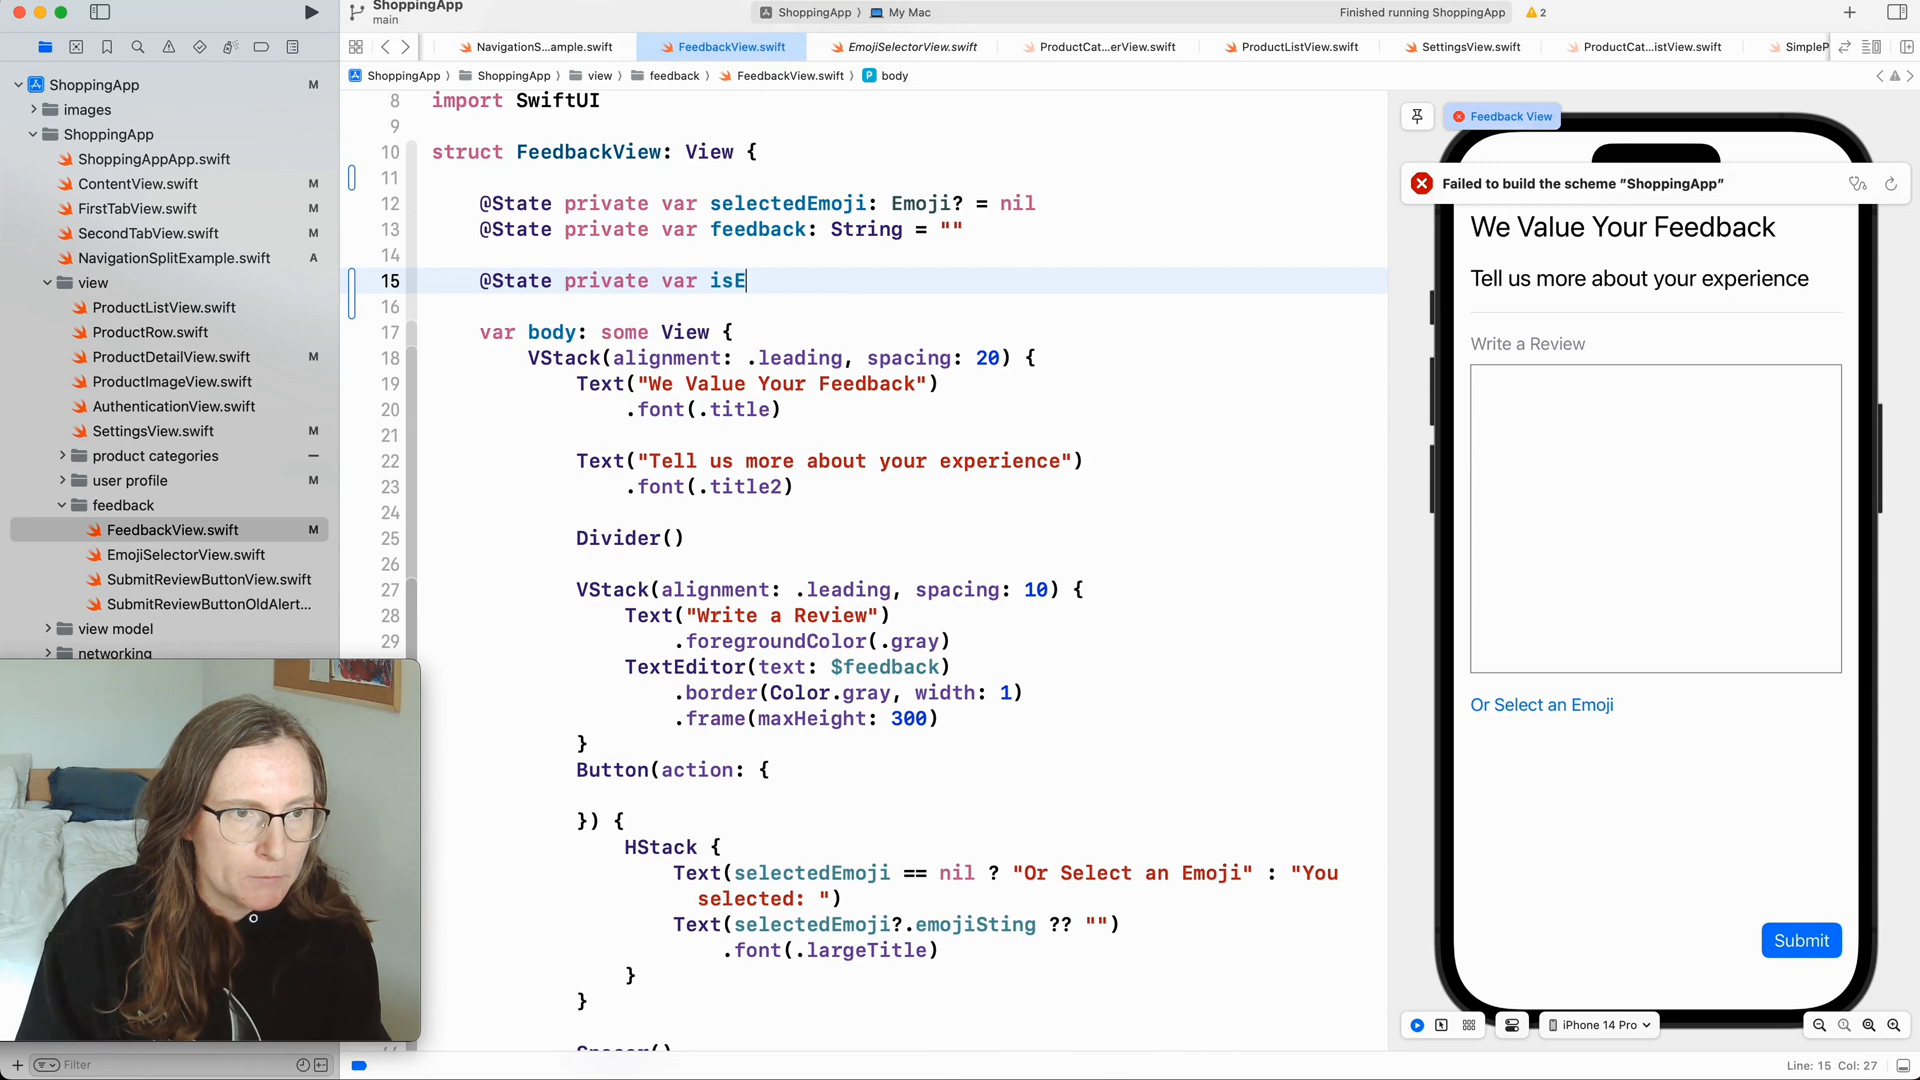 ShoppingApp
main
ShoppingApp
My Mac
Finished running ShoppingApp
2
NavigationS...ample.swift
FeedbackView.swift
EmojiSelectorView.swift
ProductCat...erView.swift
ProductListView.swift
SettingsView.swift
ProductCat...istView.swift
SimpleP
ShoppingApp
ShoppingApp
view
feedback
FeedbackView.swift
P
body
ShoppingApp M
images
ShoppingApp
ShoppingAppApp.swift
ContentView.swift M
FirstTabView.swift M
SecondTabView.swift M
NavigationSplitExample.swift A
view
ProductListView.swift
ProductRow.swift
ProductDetailView.swift M
ProductImageView.swift
AuthenticationView.swift
SettingsView.swift M
product categories
user profile M
feedback
FeedbackView.swift M
EmojiSelectorView.swift
SubmitReviewButtonView.swift
SubmitReviewButtonOldAlert...
view model
networking
Filter
8 import SwiftUI
9
10 struct FeedbackView: View {
11
12 @State private var selectedEmoji: Emoji? = nil
13 @State private var feedback: String = ""
14
15 @State private var isE
16
17 var body: some View {
18 VStack(alignment: .leading, spacing: 20) {
19 Text("We Value Your Feedback")
20 .font(.title)
21
22 Text("Tell us more about your experience")
23 .font(.title2)
24
25 Divider()
26
27 VStack(alignment: .leading, spacing: 10) {
28 Text("Write a Review")
29 .foregroundColor(.gray)
TextEditor(text: $feedback)
.border(Color.gray, width: 1)
.frame(maxHeight: 300)
}
Button(action: {
}) {
HStack {
Text(selectedEmoji == nil ? "Or Select an Emoji" : "You
selected: ")
Text(selectedEmoji?.emojiSting ?? "")
.font(.largeTitle)
}
}
Spacer()
Feedback View
Failed to build the scheme "ShoppingApp"
We Value Your Feedback
Tell us more about your experience
Write a Review
Or Select an Emoji
Submit
iPhone 14 Pro
Line: 15 Col: 27